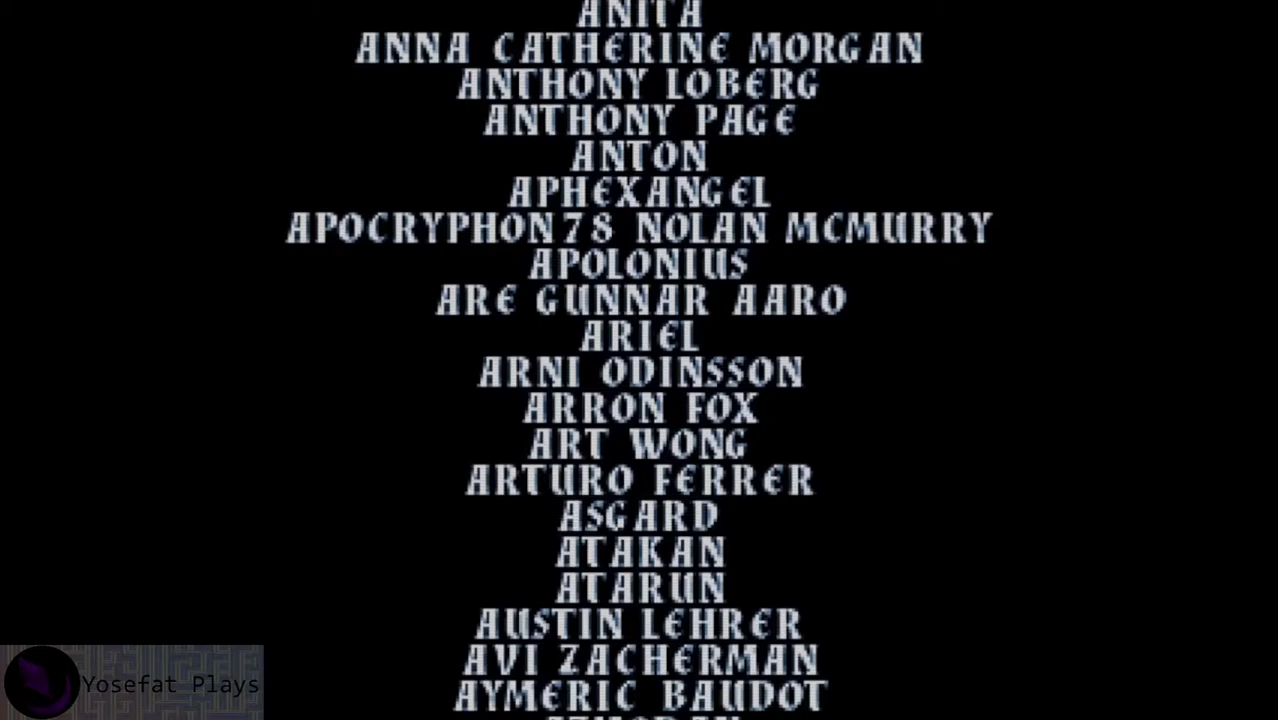 ANITA
ANNA CATHERINE MORGAN
ANTHONY LOBERG
ANTHONY PAGE
ANTON
APHEXANGEL
APOCRYPHON78 NOLAN MCMURRY
APOLONIUS
ARE GUNNAR AARO
ARIEL
ARNI ODINSSON
ARRON FOX
ART WONG
ARTURO FERRER
ASGARD
ATAKAN
ATARUN
AUSTIN LEHRER
AVI ZACHERMAN
AYMERIC BAUDOT
Yosefat Plays